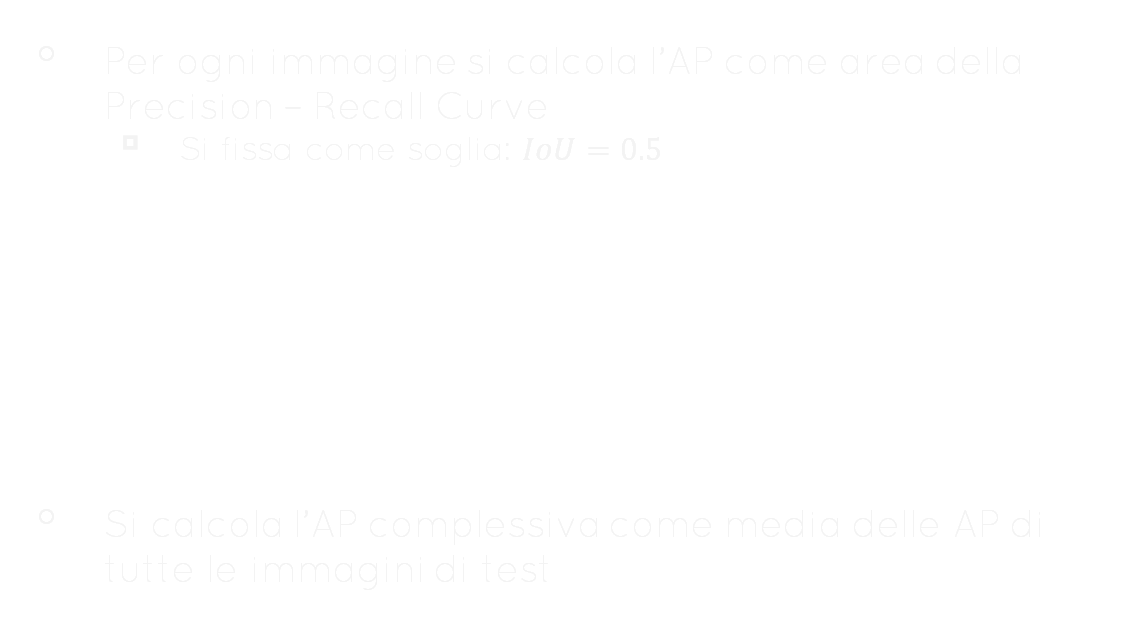 Per ogni immagine si calcola l'AP come area della
Precision – Recall Curve
Si fissa come soglia: IoU = 0.5
Si calcola l'AP complessiva come media delle AP di
tutte le immagini di test